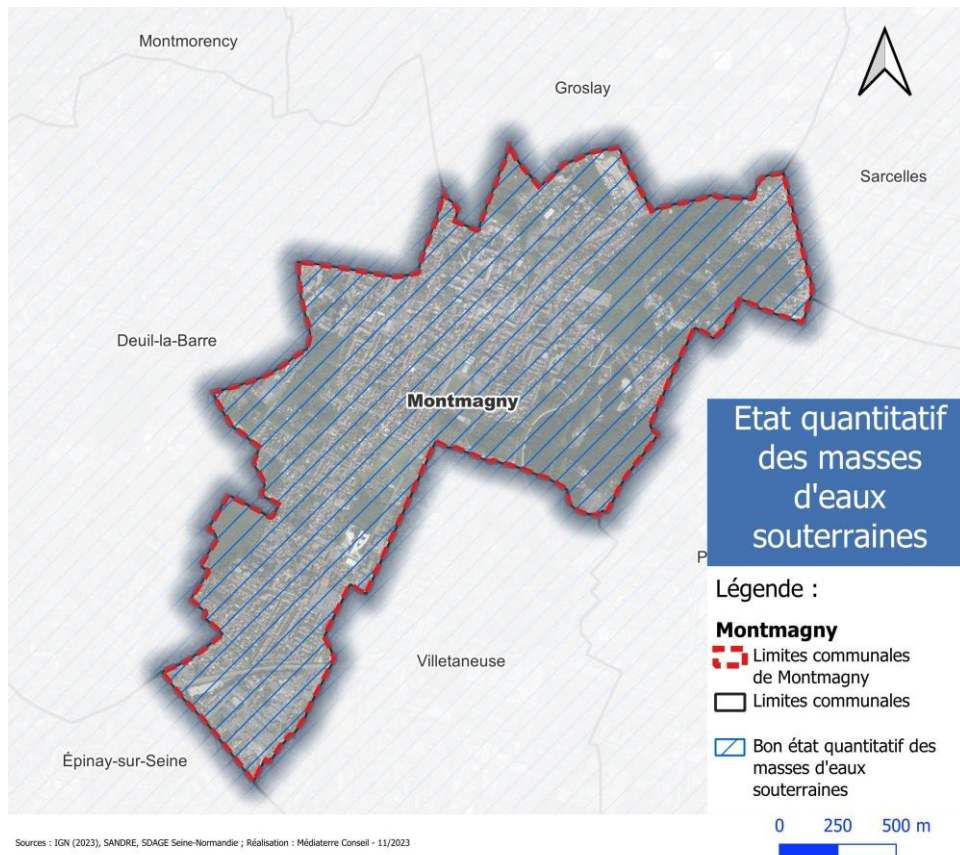 Montmorency
Groslay
Sarcelles
Deuil-la-Barre
Montmagny
Etat quantitatif
des masses
d'eaux
souterraines
P
Légende :
Montmagny
Limites communales
de Montmagny
Limites communales
Villetaneuse
Bon état quantitatif des
masses d'eaux
souterraines
Épinay-sur-Seine
0 250 500 m
Sources : IGN (2023), SANDRE, SDAGE Seine-Normandie ; Réalisation : Médiaterre Conseil - 11/2023